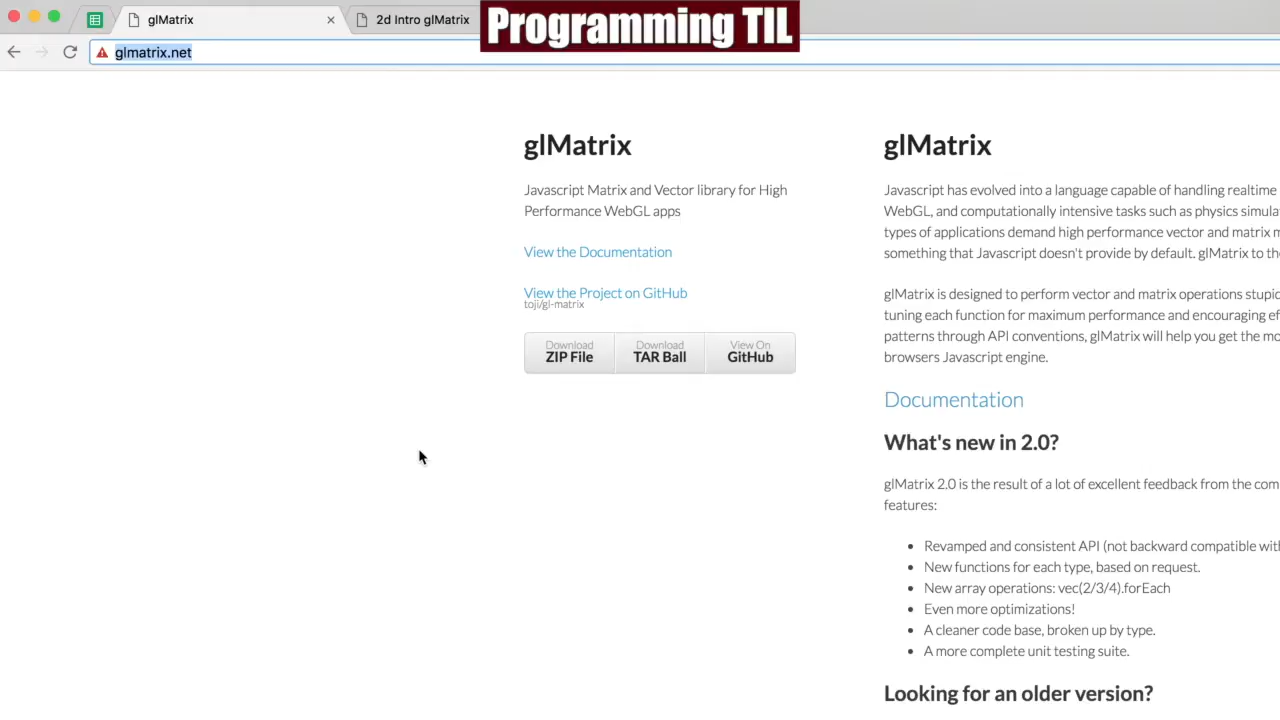 glMatrix
2d Intro glMatrix
Programming TIL
glmatrix.net
glMatrix
Javascript Matrix and Vector library for High
Performance WebGL apps
View the Documentation
View the Project on GitHub
toji/gl-matrix
Download
ZIP File
Download
TAR Ball
View On
GitHub
glMatrix
Javascript has evolved into a language capable of handling realtime
WebGL, and computationally intensive tasks such as physics simula
types of applications demand high performance vector and matrix m
something that Javascript doesn't provide by default. glMatrix to the
glMatrix is designed to perform vector and matrix operations stupid
tuning each function for maximum performance and encouraging ef
patterns through API conventions, glMatrix will help you get the mo
browsers Javascript engine.
Documentation
What's new in 2.0?
glMatrix 2.0 is the result of a lot of excellent feedback from the com
features:
• Revamped and consistent API (not backward compatible with
• New functions for each type, based on request.
• New array operations: vec(2/3/4).forEach
• Even more optimizations!
• A cleaner code base, broken up by type.
• A more complete unit testing suite.
Looking for an older version?